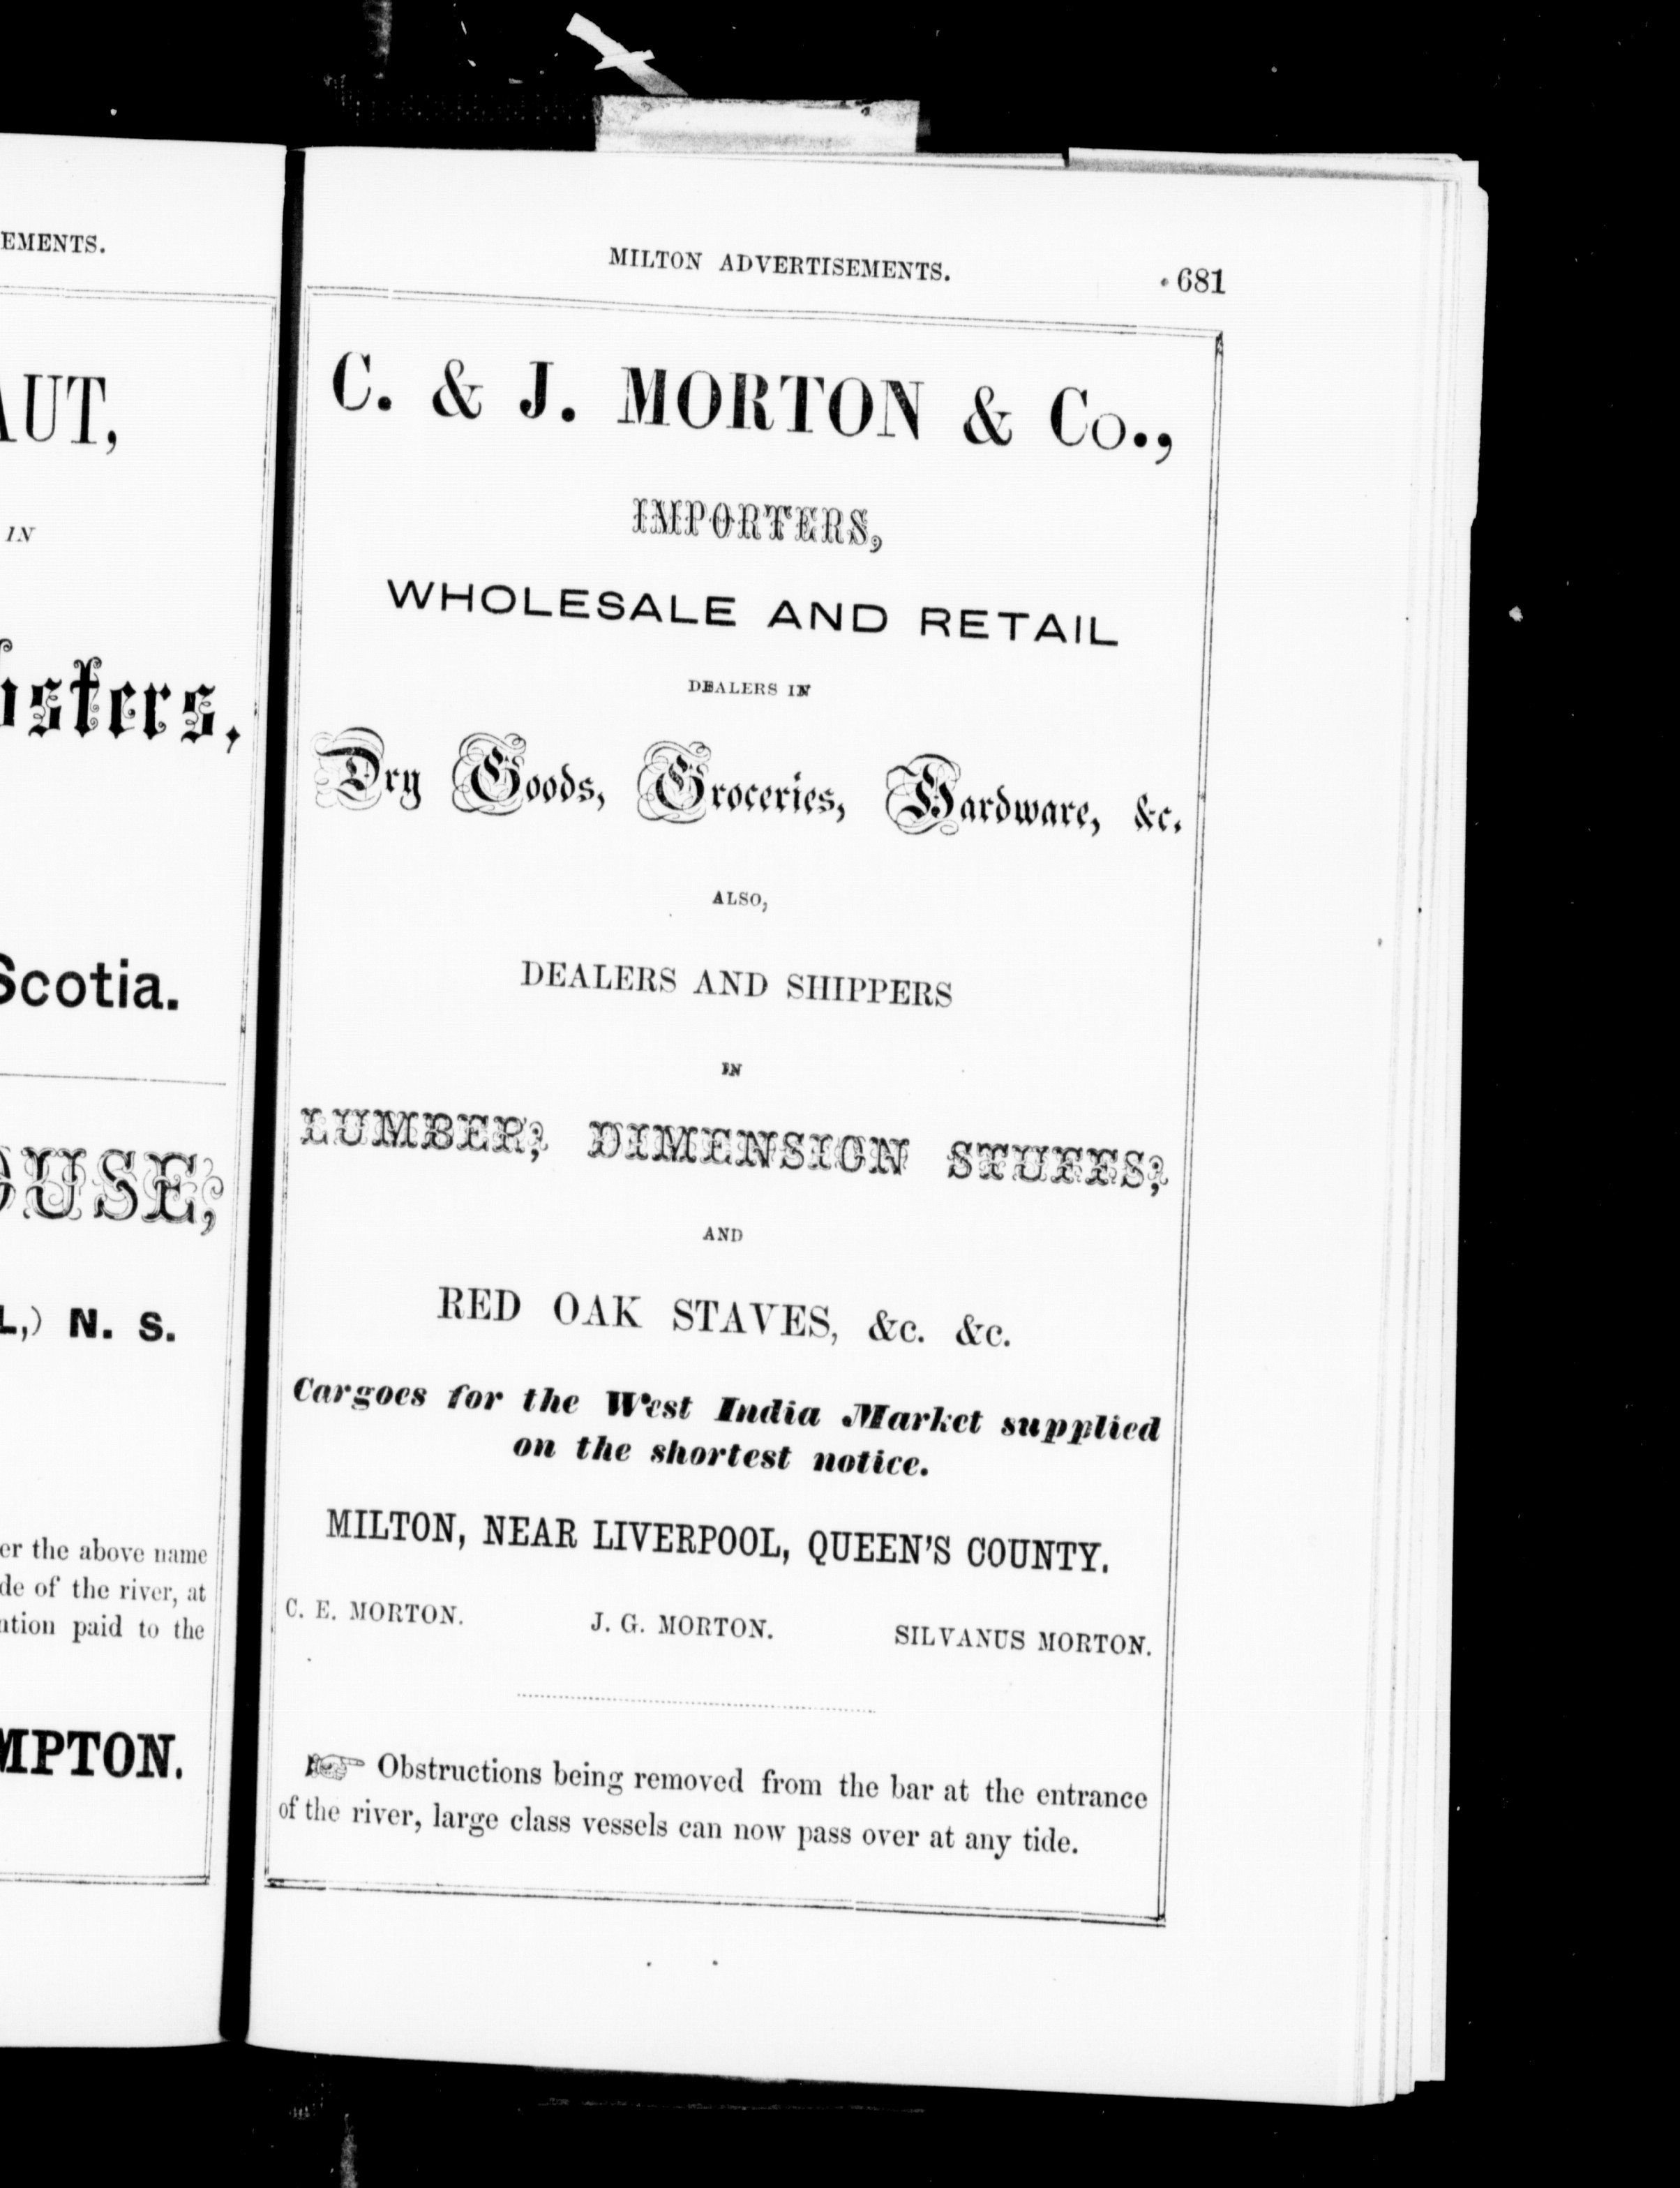 EMENTS.
AUT,
IN
sters,
Scotia.
OUSE,
L,) N. S.
er the above name
de of the river, at
ntion paid to the
MPTON.
MILTON ADVERTISEMENTS. 681
C. & J. MORTON & Co.,
IMPORTERS,
WHOLESALE AND RETAIL
DEALERS IN
Dry Goods, Groceries, Hardware, &c.
ALSO,
DEALERS AND SHIPPERS
IN
LUMBER, DIMENSION STUFFS,
AND
RED OAK STAVES, &c. &c.
Cargoes for the West India Market supplied
on the shortest notice.
MILTON, NEAR LIVERPOOL, QUEEN'S COUNTY.
C. E. MORTON. J. G. MORTON. SILVANUS MORTON.
☞ Obstructions being removed from the bar at the entrance
of the river, large class vessels can now pass over at any tide.